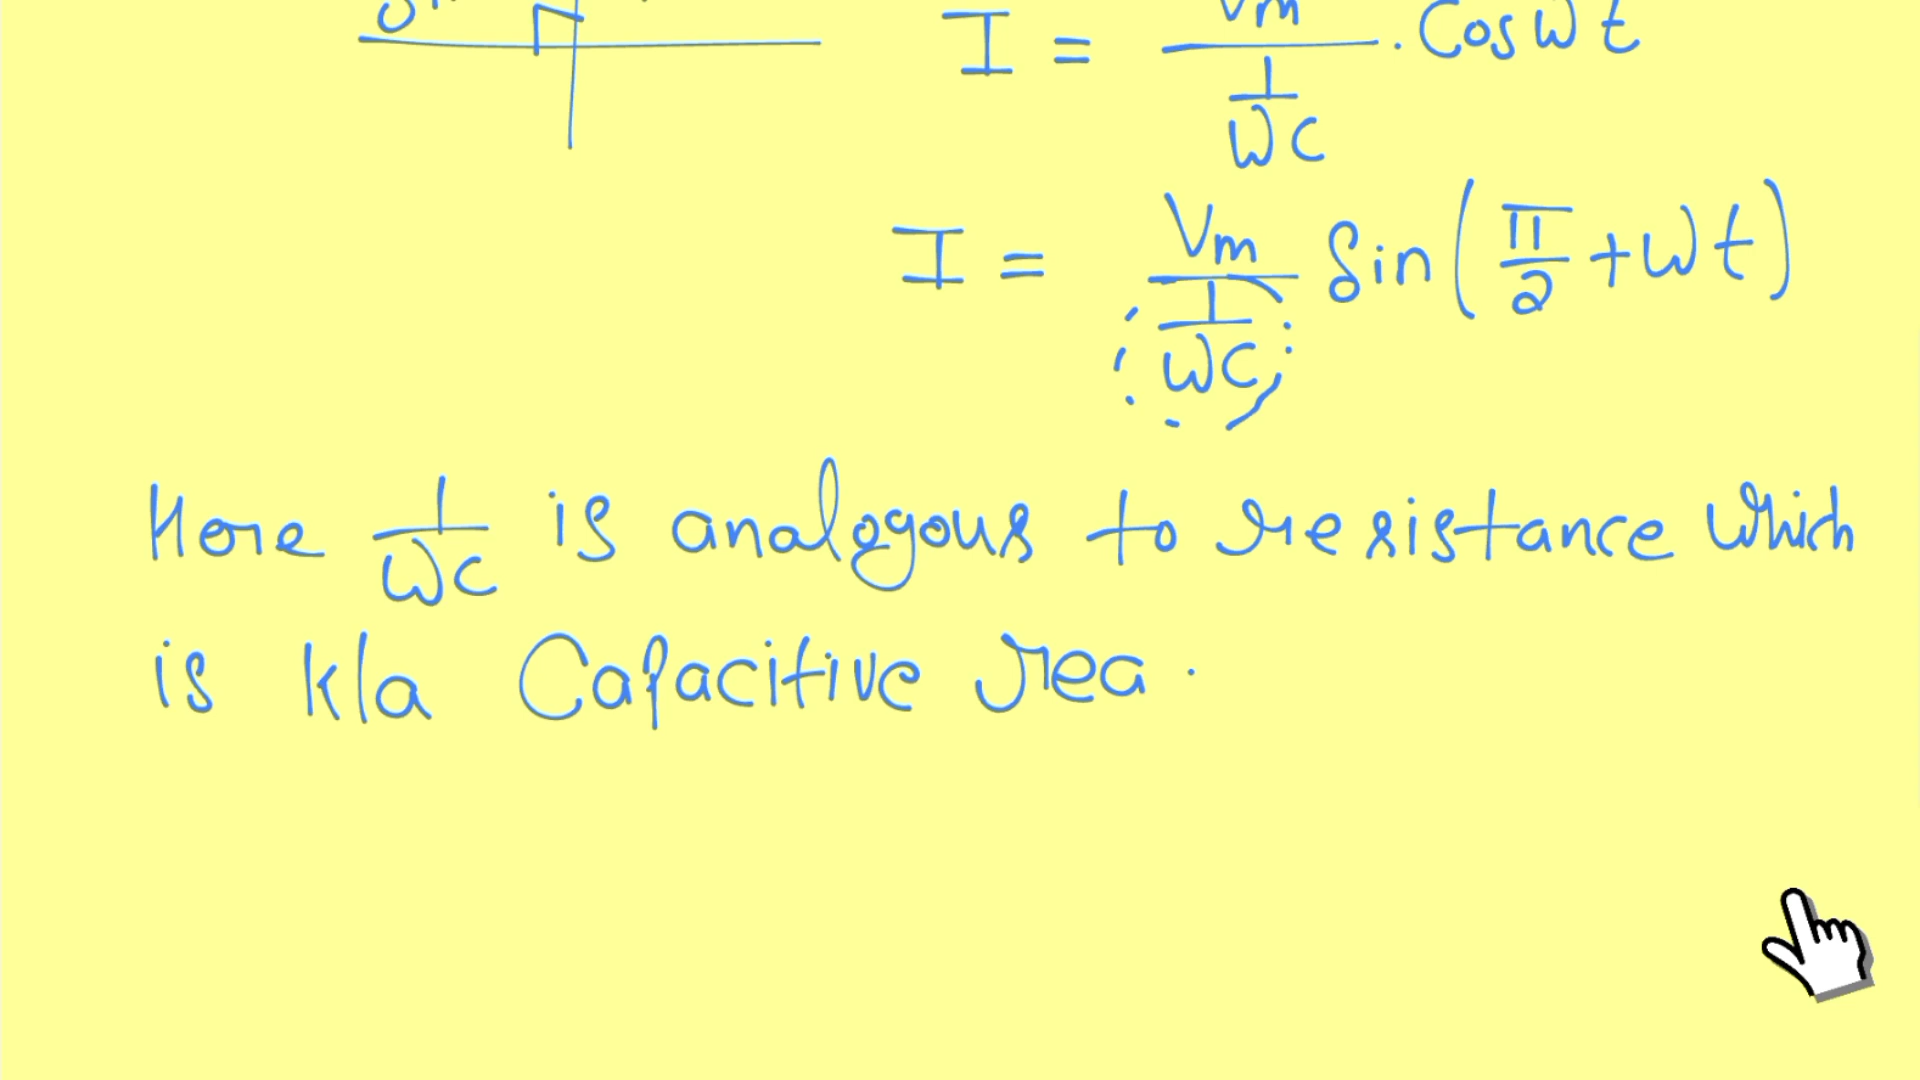 I = Vm / (1/ωC) . Cos ωt
I = Vm / (1/ωC) Sin(π/2 + ωt)
Here 1/ωC is analogous to resistance which
is k/a Capacitive rea.